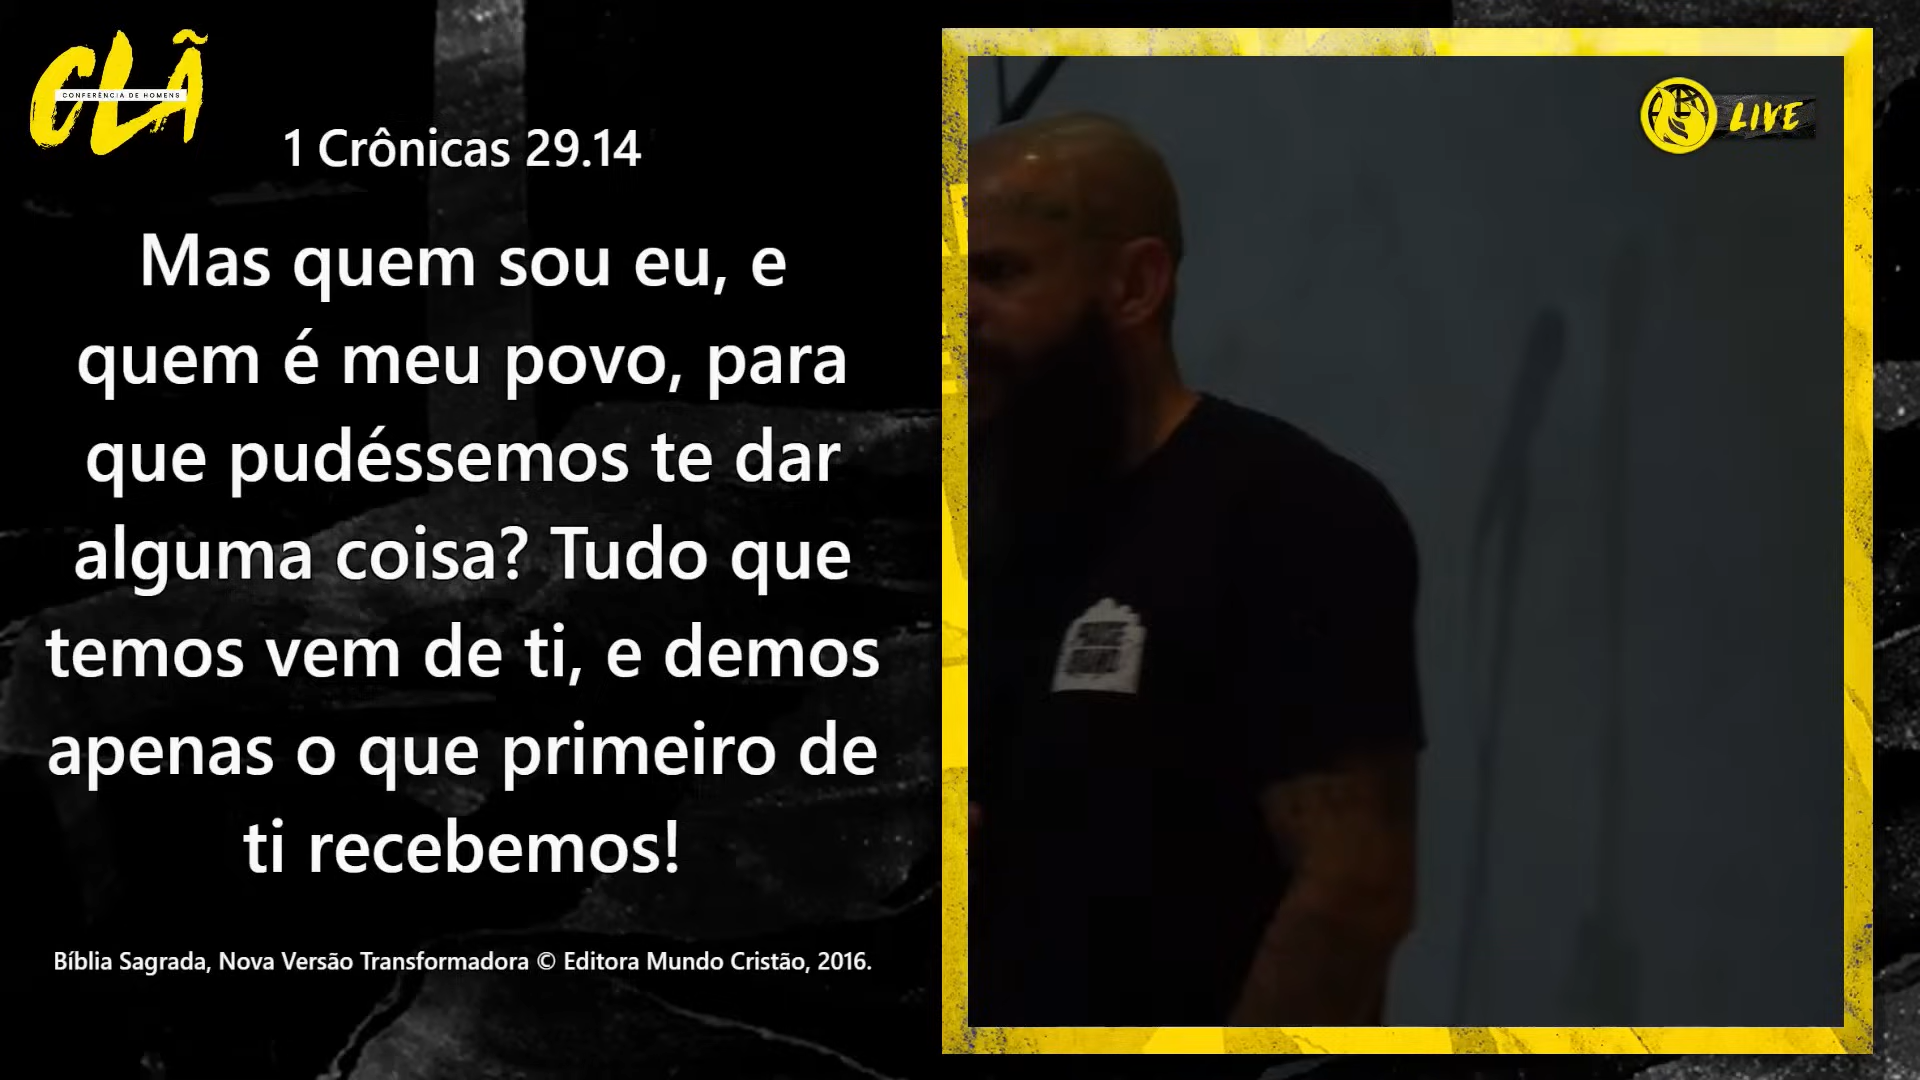 CLÃ
CONFERÊNCIA DE HOMENS
1 Crônicas 29.14
Mas quem sou eu, e
quem é meu povo, para
que pudéssemos te dar
alguma coisa? Tudo que
temos vem de ti, e demos
apenas o que primeiro de
ti recebemos!
Bíblia Sagrada, Nova Versão Transformadora © Editora Mundo Cristão, 2016.
LIVE